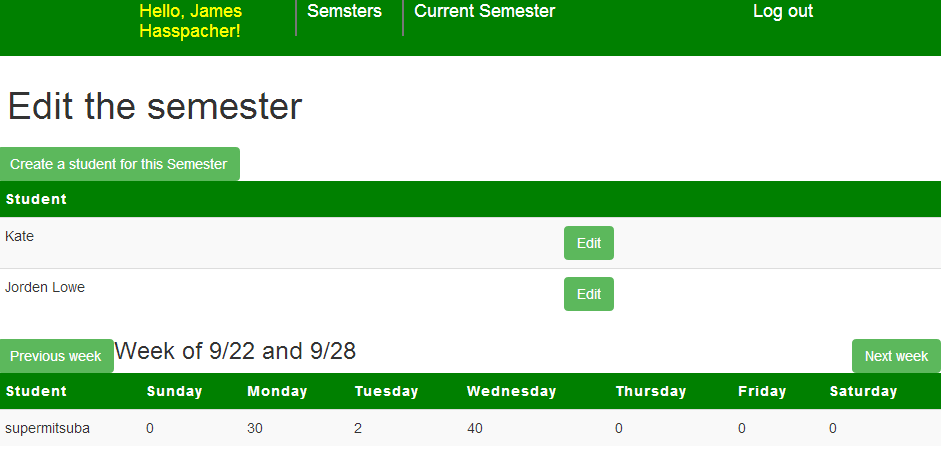 Hello, James Semsters Current Semester Log out
Hasspacher!
Edit the semester
Create a student for this Semester
Student
Kate Edit
Jorden Lowe Edit
Previous week Week of 9/22 and 9/28 Next week
Student Sunday Monday Tuesday Wednesday Thursday Friday Saturday
supermitsuba 0 30 2 40 0 0 0